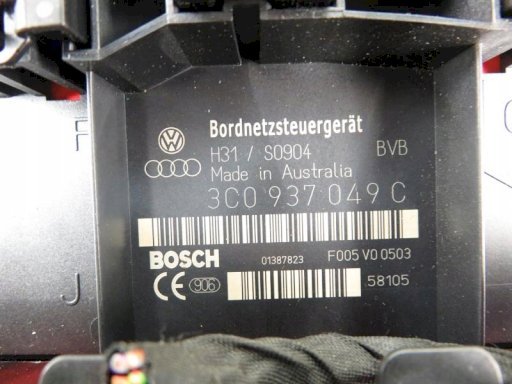 Bordnetzsteuergerät
H31 / S0904 BVB
Made in Australia
3C0 937 049 C
BOSCH 01387823 F005 V0 0503
CE 906 58105
F
J